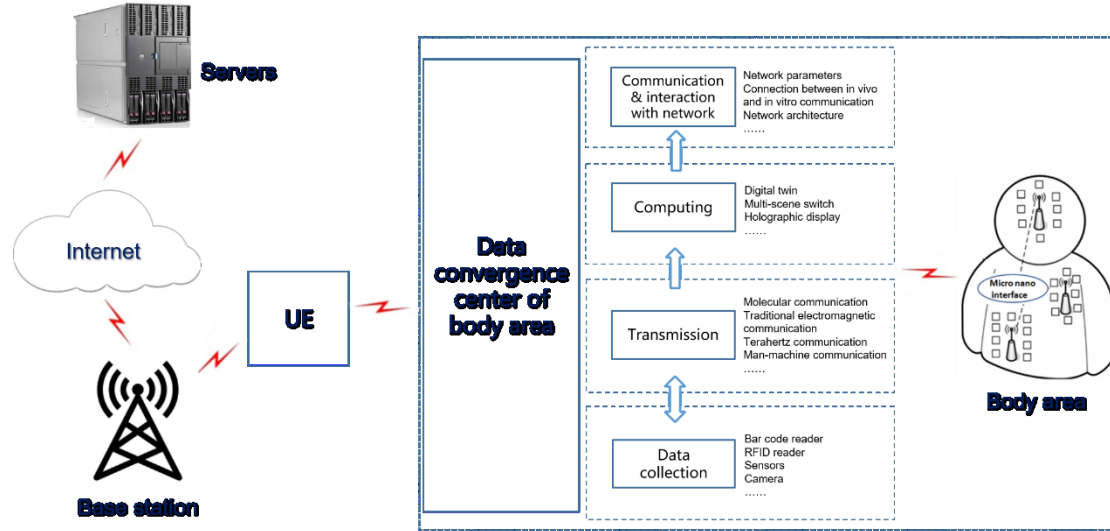 Servers
Internet
Base station
UE
Data
convergence
center of
body area
Communication
& interaction
with network
Network parameters
Connection between in vivo
and in vitro communication
Network architecture
......
Computing
Digital twin
Multi-scene switch
Holographic display
......
Transmission
Molecular communication
Traditional electromagnetic
communication
Terahertz communication
Man-machine communication
......
Data
collection
Bar code reader
RFID reader
Sensors
Camera
......
Micro nano
interface
Body area